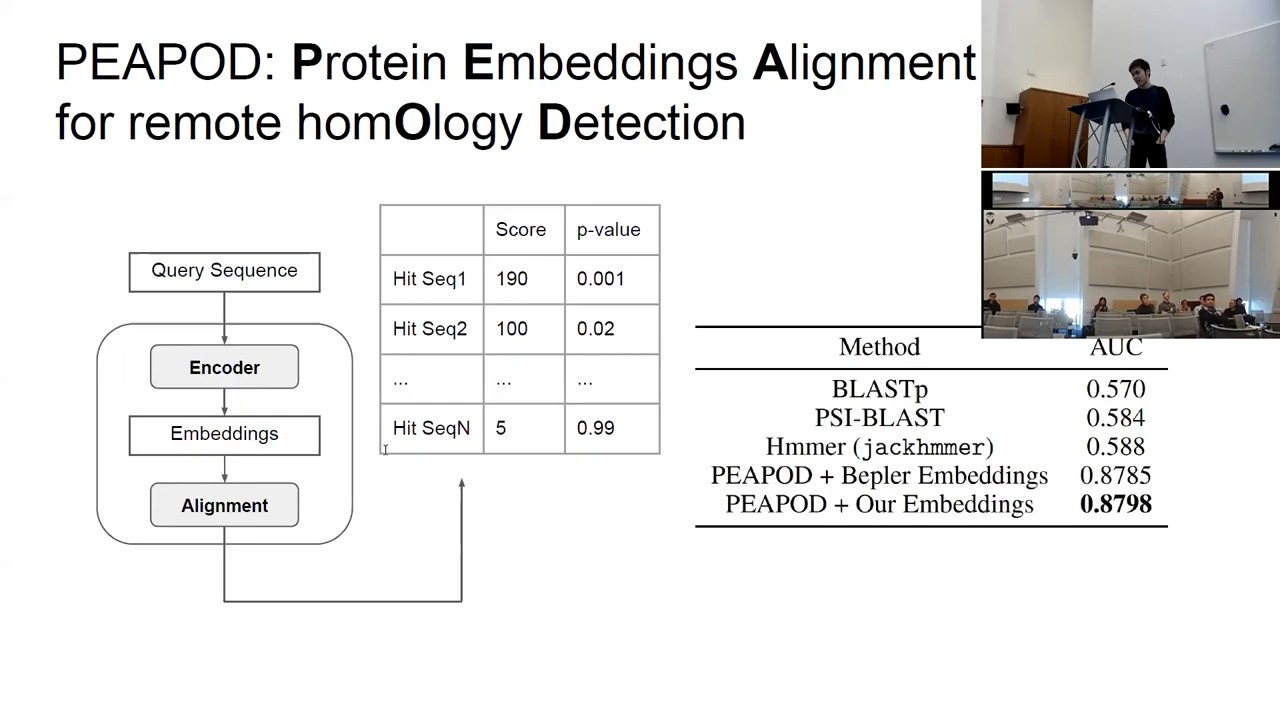 PEAPOD: Protein Embeddings Alignment
for remote homOlogy Detection
Query Sequence
Encoder
Embeddings
Alignment
Score p-value
Hit Seq1 190 0.001
Hit Seq2 100 0.02
... ... ...
Hit SeqN 5 0.99
Method AUC
BLASTp 0.570
PSI-BLAST 0.584
Hmmer (jackhmmer) 0.588
PEAPOD + Bepler Embeddings 0.8785
PEAPOD + Our Embeddings 0.8798